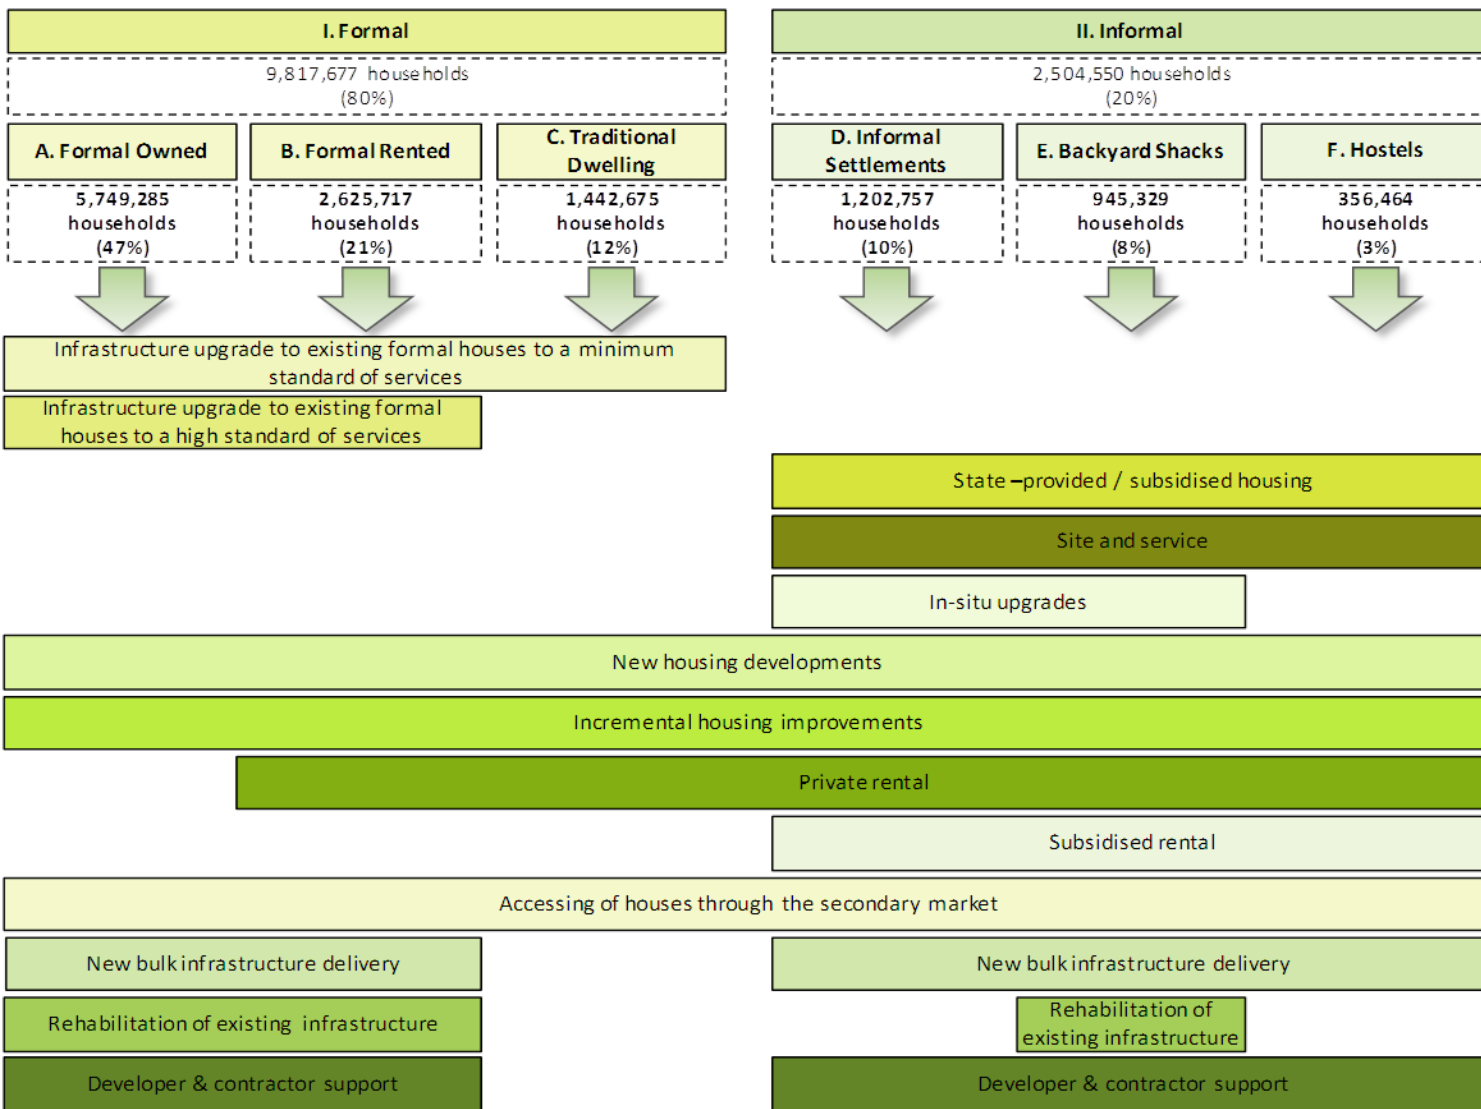 I. Formal
9,817,677 households
(80%)
II. Informal
2,504,550 households
(20%)
A. Formal Owned
5,749,285
households
(47%)
B. Formal Rented
2,625,717
households
(21%)
C. Traditional
Dwelling
1,442,675
households
(12%)
D. Informal
Settlements
1,202,757
households
(10%)
E. Backyard Shacks
945,329
households
(8%)
F. Hostels
356,464
households
(3%)
Infrastructure upgrade to existing formal houses to a minimum
standard of services
Infrastructure upgrade to existing formal
houses to a high standard of services
State –provided / subsidised housing
Site and service
In-situ upgrades
New housing developments
Incremental housing improvements
Private rental
Subsidised rental
Accessing of houses through the secondary market
New bulk infrastructure delivery
New bulk infrastructure delivery
Rehabilitation of existing infrastructure
Rehabilitation of
existing infrastructure
Developer & contractor support
Developer & contractor support